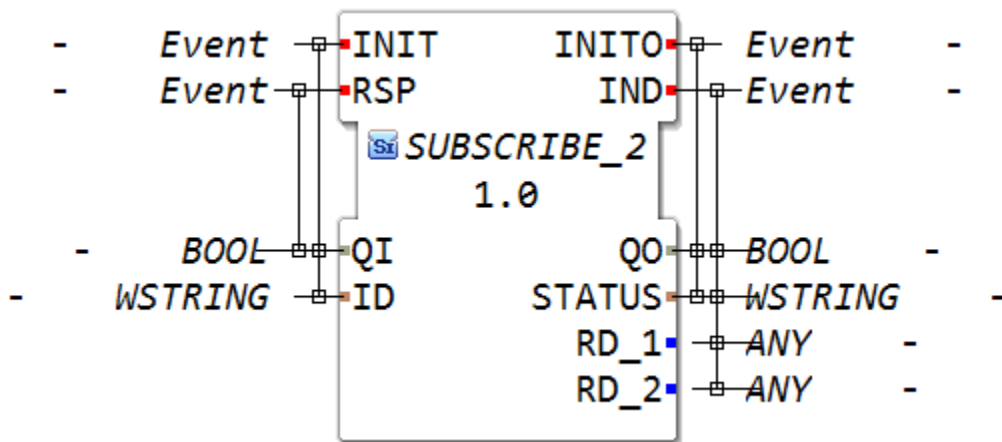 - Event INIT INITO Event -
- Event RSP IND Event -
Si SUBSCRIBE_2
1.0
- BOOL QI QO BOOL -
- WSTRING ID STATUS WSTRING -
RD_1 ANY -
RD_2 ANY -